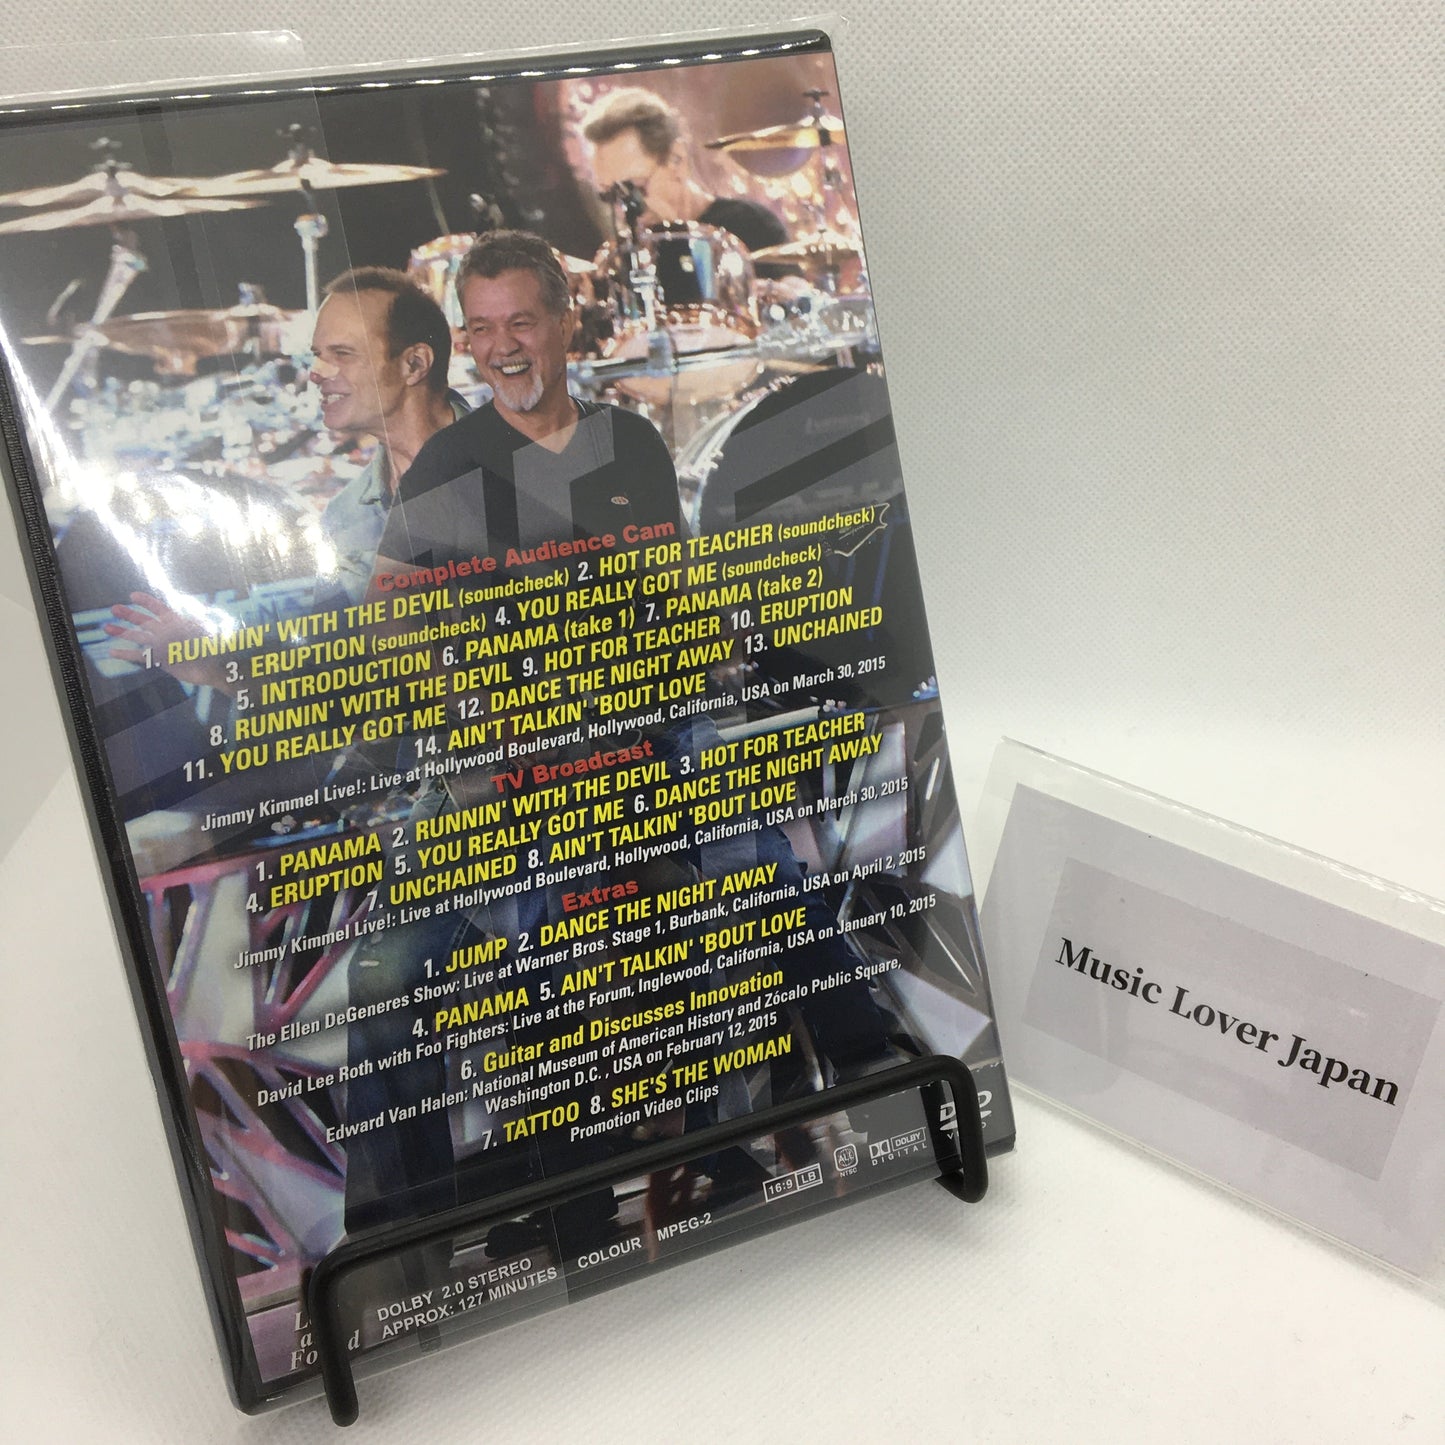 Complete Audience Cam
1. RUNNIN' WITH THE DEVIL (soundcheck) 2. HOT FOR TEACHER (soundcheck)
3. ERUPTION (soundcheck) 4. YOU REALLY GOT ME (soundcheck)
5. INTRODUCTION 6. PANAMA (take 1) 7. PANAMA (take 2)
8. RUNNIN' WITH THE DEVIL 9. HOT FOR TEACHER 10. ERUPTION
11. YOU REALLY GOT ME 12. DANCE THE NIGHT AWAY 13. UNCHAINED
14. AIN'T TALKIN' 'BOUT LOVE
Jimmy Kimmel Live!: Live at Hollywood Boulevard, Hollywood, California, USA on March 30, 2015
TV Broadcast
1. PANAMA 2. RUNNIN' WITH THE DEVIL 3. HOT FOR TEACHER
4. ERUPTION 5. YOU REALLY GOT ME 6. DANCE THE NIGHT AWAY
7. UNCHAINED 8. AIN'T TALKIN' 'BOUT LOVE
Jimmy Kimmel Live!: Live at Hollywood Boulevard, Hollywood, California, USA on March 30, 2015
Extras
1. JUMP 2. DANCE THE NIGHT AWAY
The Ellen DeGeneres Show: Live at Warner Bros. Stage 1, Burbank, California, USA on April 2, 2015
4. PANAMA 5. AIN'T TALKIN' 'BOUT LOVE
David Lee Roth with Foo Fighters: Live at the Forum, Inglewood, California, USA on January 10, 2015
6. Guitar and Discusses Innovation
Edward Van Halen: National Museum of American History and Zócalo Public Square,
Washington D.C. , USA on February 12, 2015
7. TATTOO 8. SHE'S THE WOMAN
Promotion Video Clips
DVD
VIDEO
16:9 LB
ALL
NTSC
DOLBY
DIGITAL
DOLBY 2.0 STEREO
APPROX: 127 MINUTES COLOUR MPEG-2
Music Lover Japan